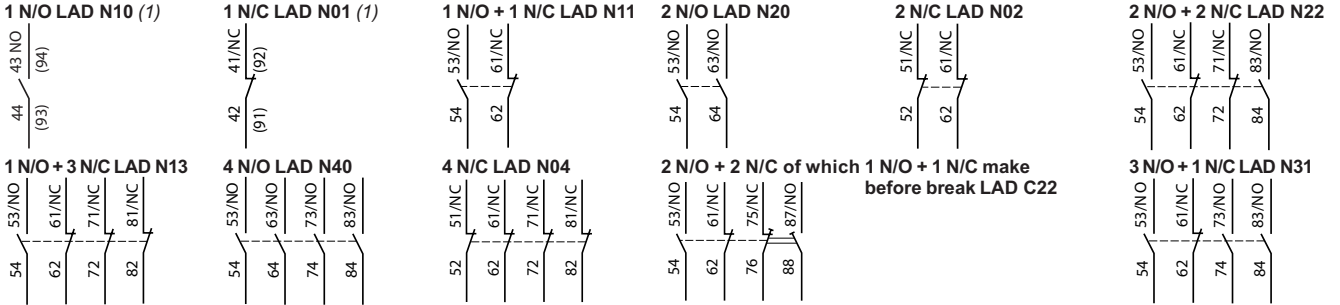 1 N/O LAD N10 (1)
43 NO
(94)
44
(93)
1 N/C LAD N01 (1)
41/NC
(92)
42
(91)
1 N/O + 1 N/C LAD N11
53/NO
61/NC
54
62
2 N/O LAD N20
53/NO
63/NO
54
64
2 N/C LAD N02
51/NC
61/NC
52
62
2 N/O + 2 N/C LAD N22
53/NO
61/NC
71/NC
83/NO
54
62
72
84
1 N/O + 3 N/C LAD N13
53/NO
61/NC
71/NC
81/NC
54
62
72
82
4 N/O LAD N40
53/NO
63/NO
73/NO
83/NO
54
64
74
84
4 N/C LAD N04
51/NC
61/NC
71/NC
81/NC
52
62
72
82
2 N/O + 2 N/C of which 1 N/O + 1 N/C make
before break LAD C22
53/NO
61/NC
75/NC
87/NO
54
62
76
88
3 N/O + 1 N/C LAD N31
53/NO
61/NC
73/NO
83/NO
54
62
74
84